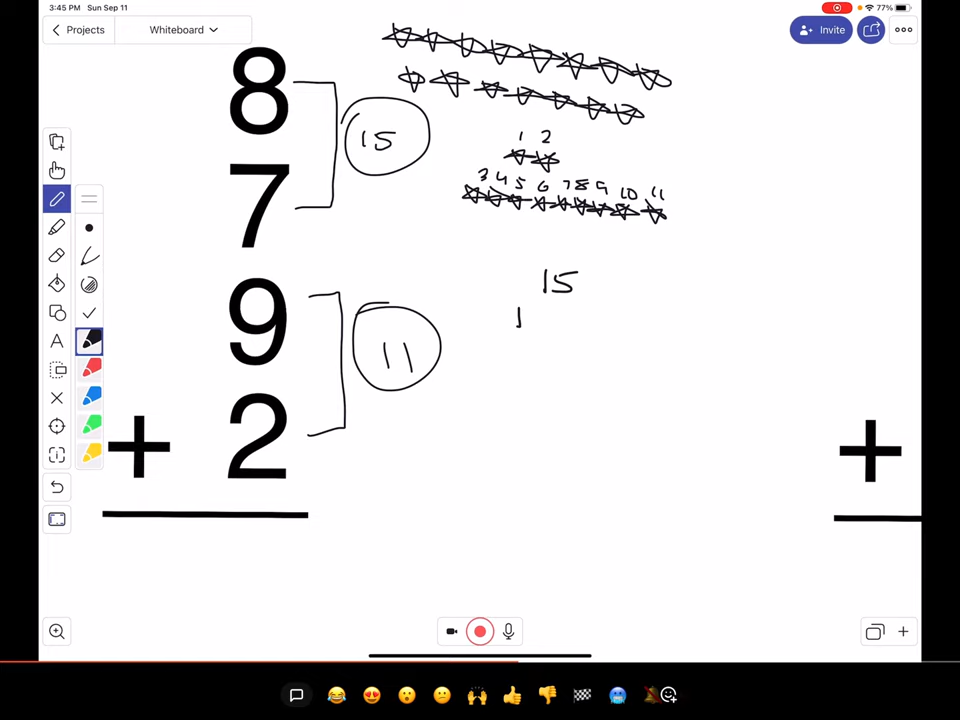 3:45 PM Sun Sep 11
77%
Projects
Whiteboard
Invite
8
7
15
9
+ 2
11
1 2
3 4 5 6 7 8 9 10 11
15
1
+
A
+